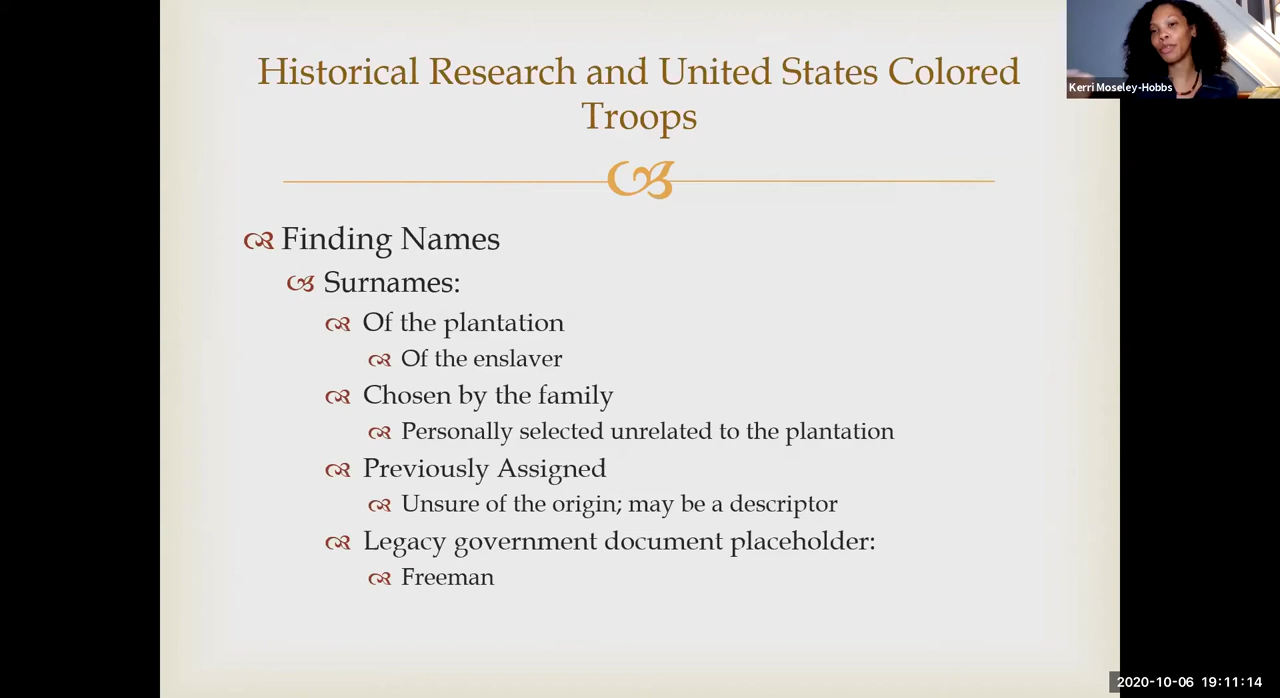 Historical Research and United States Colored
Troops
Kerri Moseley-Hobbs
Finding Names
Surnames:
Of the plantation
Of the enslaver
Chosen by the family
Personally selected unrelated to the plantation
Previously Assigned
Unsure of the origin; may be a descriptor
Legacy government document placeholder:
Freeman
2020-10-06 19:11:14